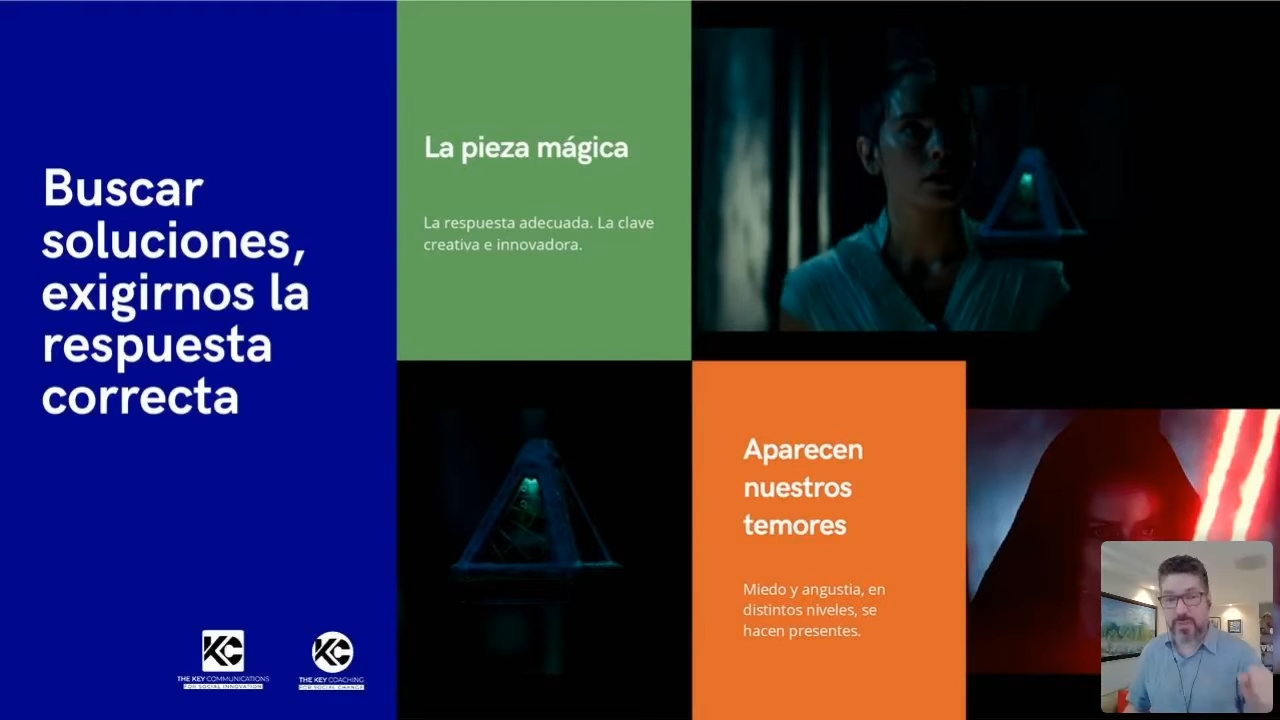 Buscar
soluciones,
exigirnos la
respuesta
correcta
La pieza mágica
La respuesta adecuada. La clave
creativa e innovadora.
Aparecen
nuestros
temores
Miedo y angustia, en
distintos niveles, se
hacen presentes.
KC
THE KEY COMMUNICATIONS
FOR SOCIAL INNOVATION
KC
THE KEY COACHING
FOR SOCIAL CHANGE